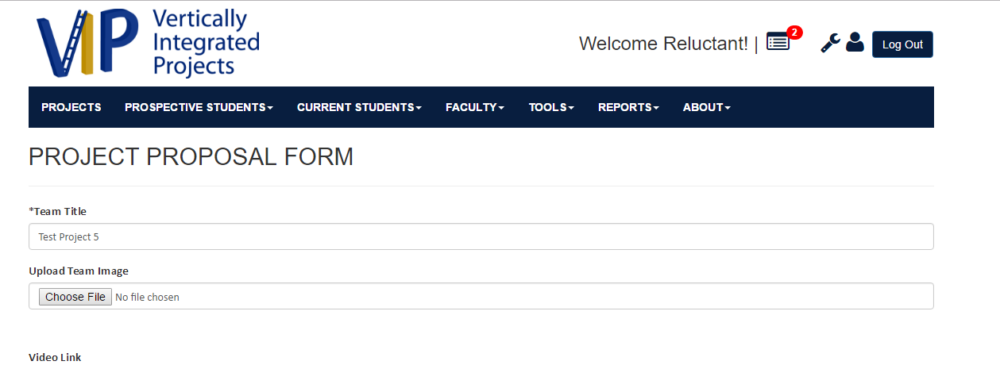 VIP
Vertically
Integrated
Projects
Welcome Reluctant! | 2 Log Out
PROJECTS PROSPECTIVE STUDENTS CURRENT STUDENTS FACULTY TOOLS REPORTS ABOUT
PROJECT PROPOSAL FORM
*Team Title
Test Project 5
Upload Team Image
Choose File No file chosen
Video Link